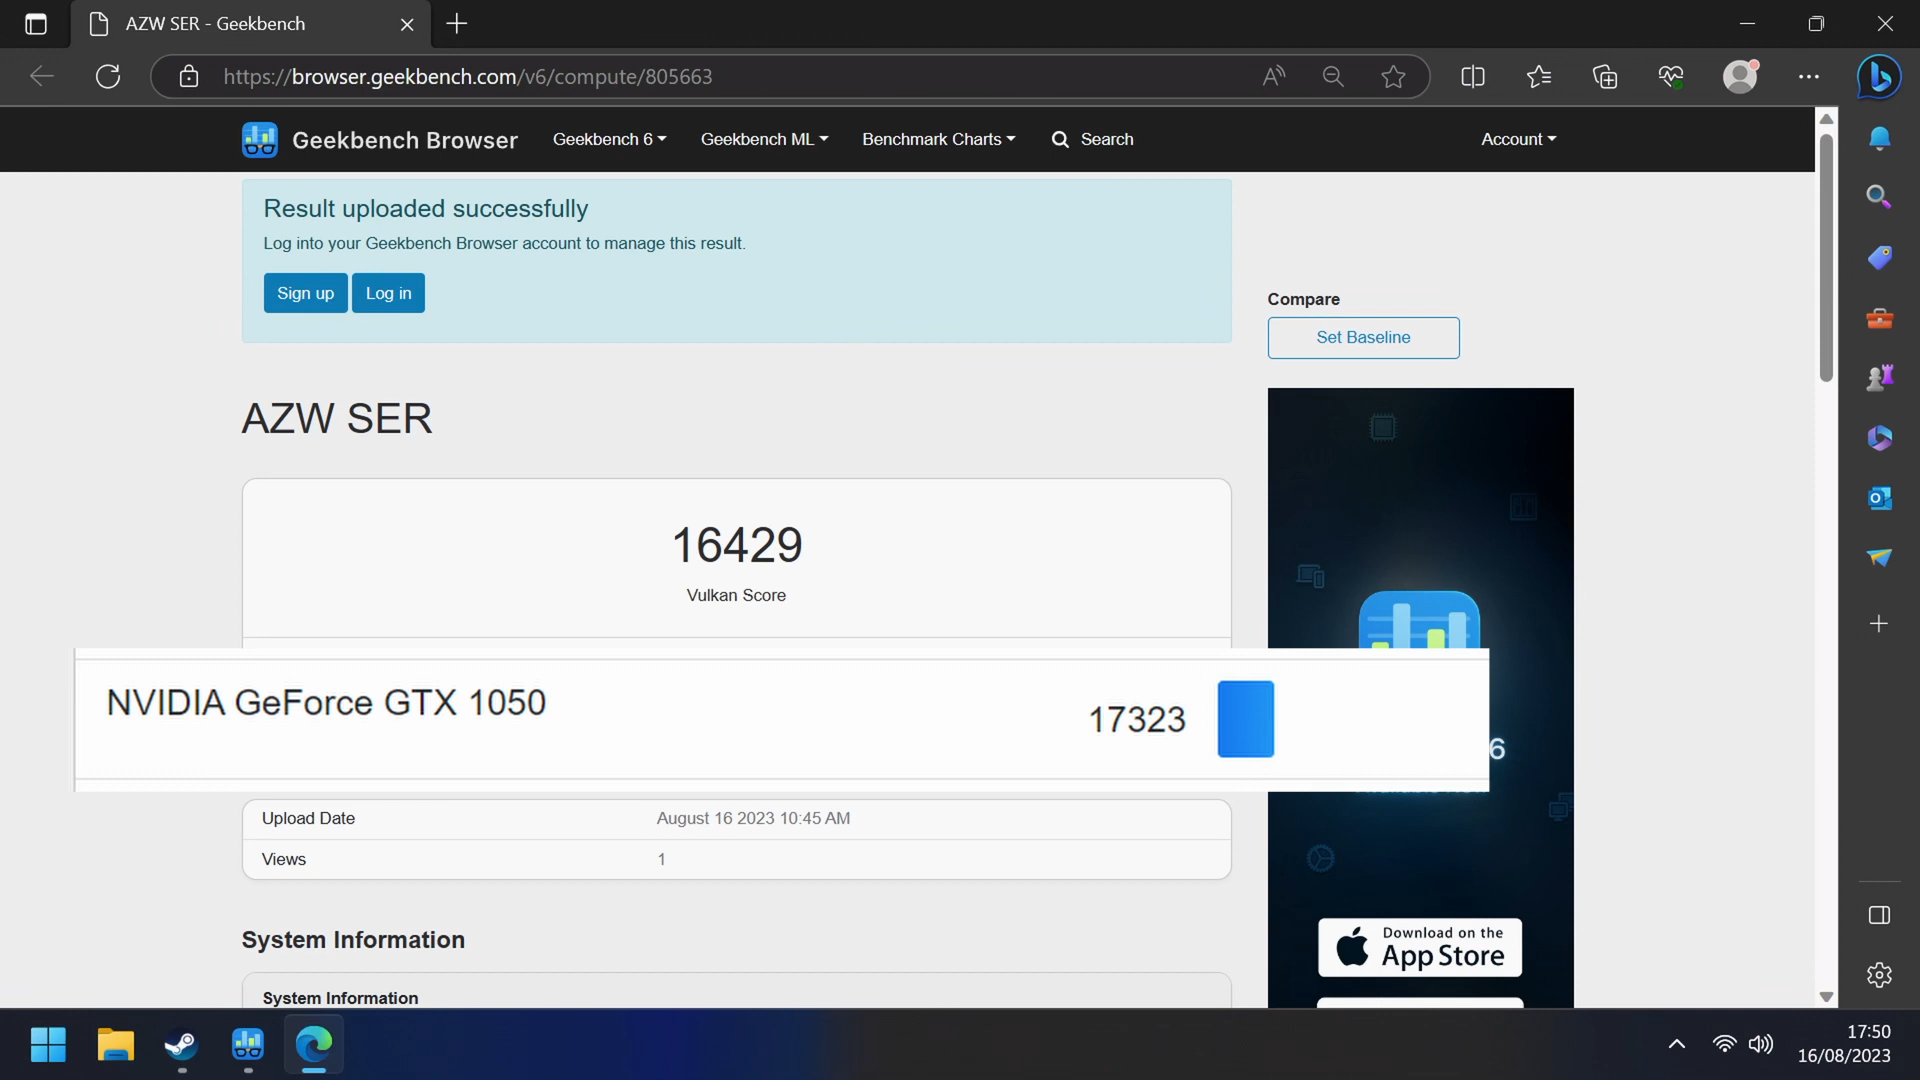 AZW SER - Geekbench
https://browser.geekbench.com/v6/compute/805663
Geekbench Browser
Geekbench 6
Geekbench ML
Benchmark Charts
Search
Account
Result uploaded successfully
Log into your Geekbench Browser account to manage this result.
Sign up
Log in
Compare
Set Baseline
AZW SER
16429
Vulkan Score
NVIDIA GeForce GTX 1050
17323
6
Upload Date
August 16 2023 10:45 AM
Views
1
System Information
System Information
Download on the
App Store
17:50
16/08/2023